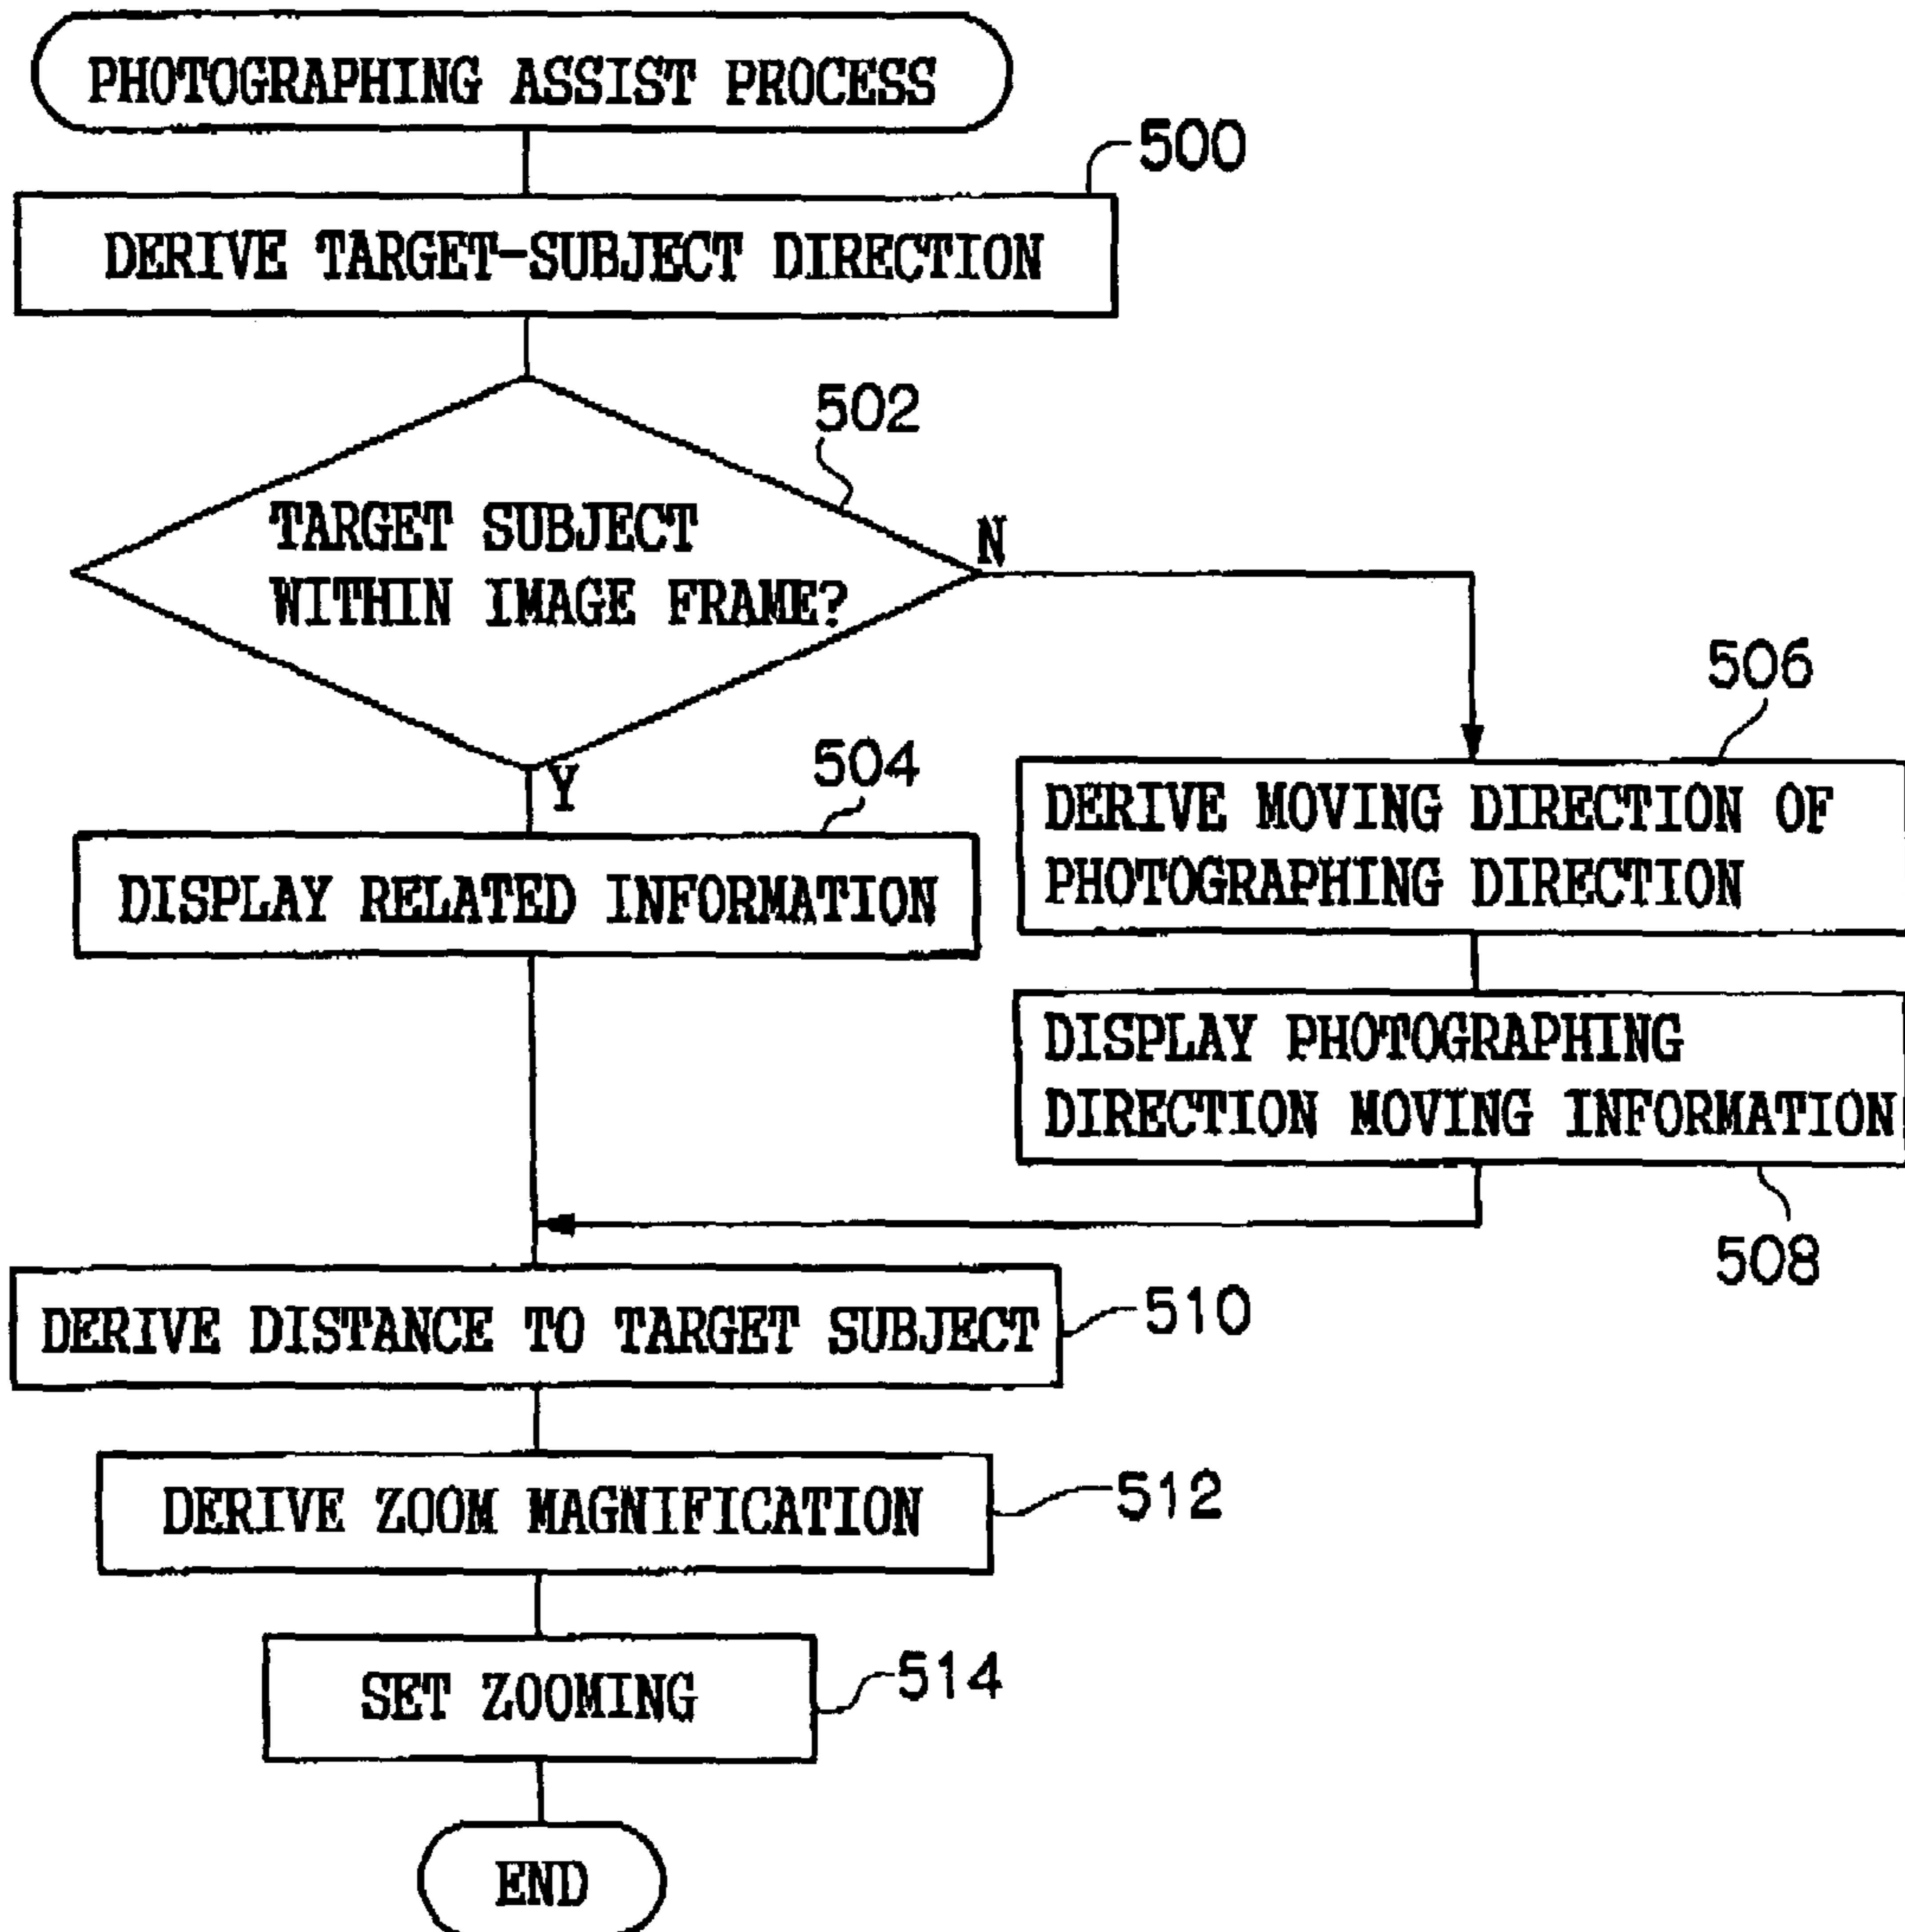 PHOTOGRAPHING ASSIST PROCESS
500
DERIVE TARGET-SUBJECT DIRECTION
502
TARGET SUBJECT
WITHIN IMAGE FRAME?
N
Y
504
DISPLAY RELATED INFORMATION
506
DERIVE MOVING DIRECTION OF
PHOTOGRAPHING DIRECTION
DISPLAY PHOTOGRAPHING
DIRECTION MOVING INFORMATION
508
DERIVE DISTANCE TO TARGET SUBJECT
510
DERIVE ZOOM MAGNIFICATION
512
SET ZOOMING
514
END